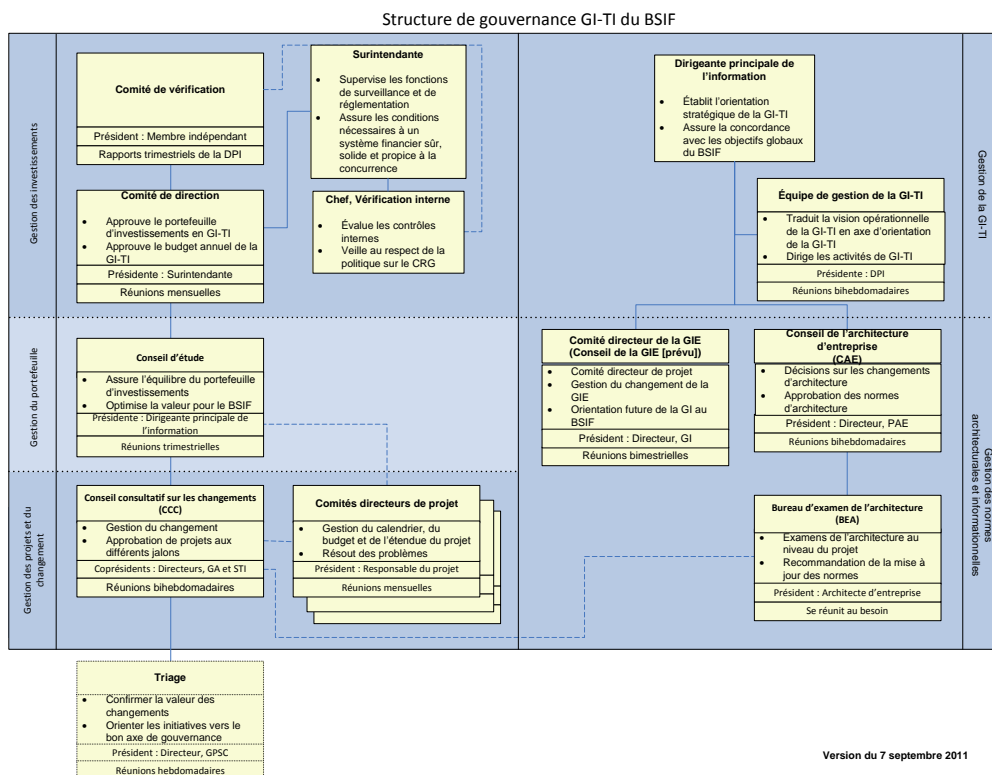 Structure de gouvernance GI-TI du BSIF
Gestion des investissements
Comité de vérification
Président : Membre indépendant
Rapports trimestriels de la DPI
Surintendante
• Supervise les fonctions
de surveillance et de
réglementation
• Assure les conditions
nécessaires à un
système financier sûr,
solide et propice à la
concurrence
Comité de direction
• Approuve le portefeuille
d'investissements en GI-TI
• Approuve le budget annuel de la
GI-TI
Présidente : Surintendante
Réunions mensuelles
Chef, Vérification interne
• Évalue les contrôles
internes
• Veille au respect de la
politique sur le CRG
Dirigeante principale de
l'information
• Établit l'orientation
stratégique de la GI-TI
• Assure la concordance
avec les objectifs globaux
du BSIF
Équipe de gestion de la GI-TI
• Traduit la vision opérationnelle
de la GI-TI en axe d'orientation
de la GI-TI
• Dirige les activités de GI-TI
Présidente : DPI
Réunions bihebdomadaires
Gestion de la GI-TI
Gestion du portefeuille
Conseil d'étude
• Assure l'équilibre du portefeuille
d'investissements
• Optimise la valeur pour le BSIF
Présidente : Dirigeante principale de
l'information
Réunions trimestrielles
Comité directeur de la GIE
(Conseil de la GIE [prévu])
• Comité directeur de projet
• Gestion du changement de la
GIE
• Orientation future de la GI au
BSIF
Président : Directeur, GI
Réunions bimestrielles
Conseil de l'architecture
d'entreprise
(CAE)
• Décisions sur les changements
d'architecture
• Approbation des normes
d'architecture
Président : Directeur, PAE
Réunions bihebdomadaires
Gestion des normes
architecturales et informationnelles
Gestion des projets et du
changement
Conseil consultatif sur les changements
(CCC)
• Gestion du changement
• Approbation de projets aux
différents jalons
Coprésidents : Directeurs, GA et STI
Réunions bihebdomadaires
Comités directeurs de projet
• Gestion du calendrier, du
budget et de l'étendue du projet
• Résout des problèmes
Président : Responsable du projet
Réunions mensuelles
Bureau d'examen de l'architecture
(BEA)
• Examens de l'architecture au
niveau du projet
• Recommandation de la mise à
jour des normes
Président : Architecte d'entreprise
Se réunit au besoin
Triage
• Confirmer la valeur des
changements
• Orienter les initiatives vers le
bon axe de gouvernance
Président : Directeur, GPSC
Réunions hebdomadaires
Version du 7 septembre 2011